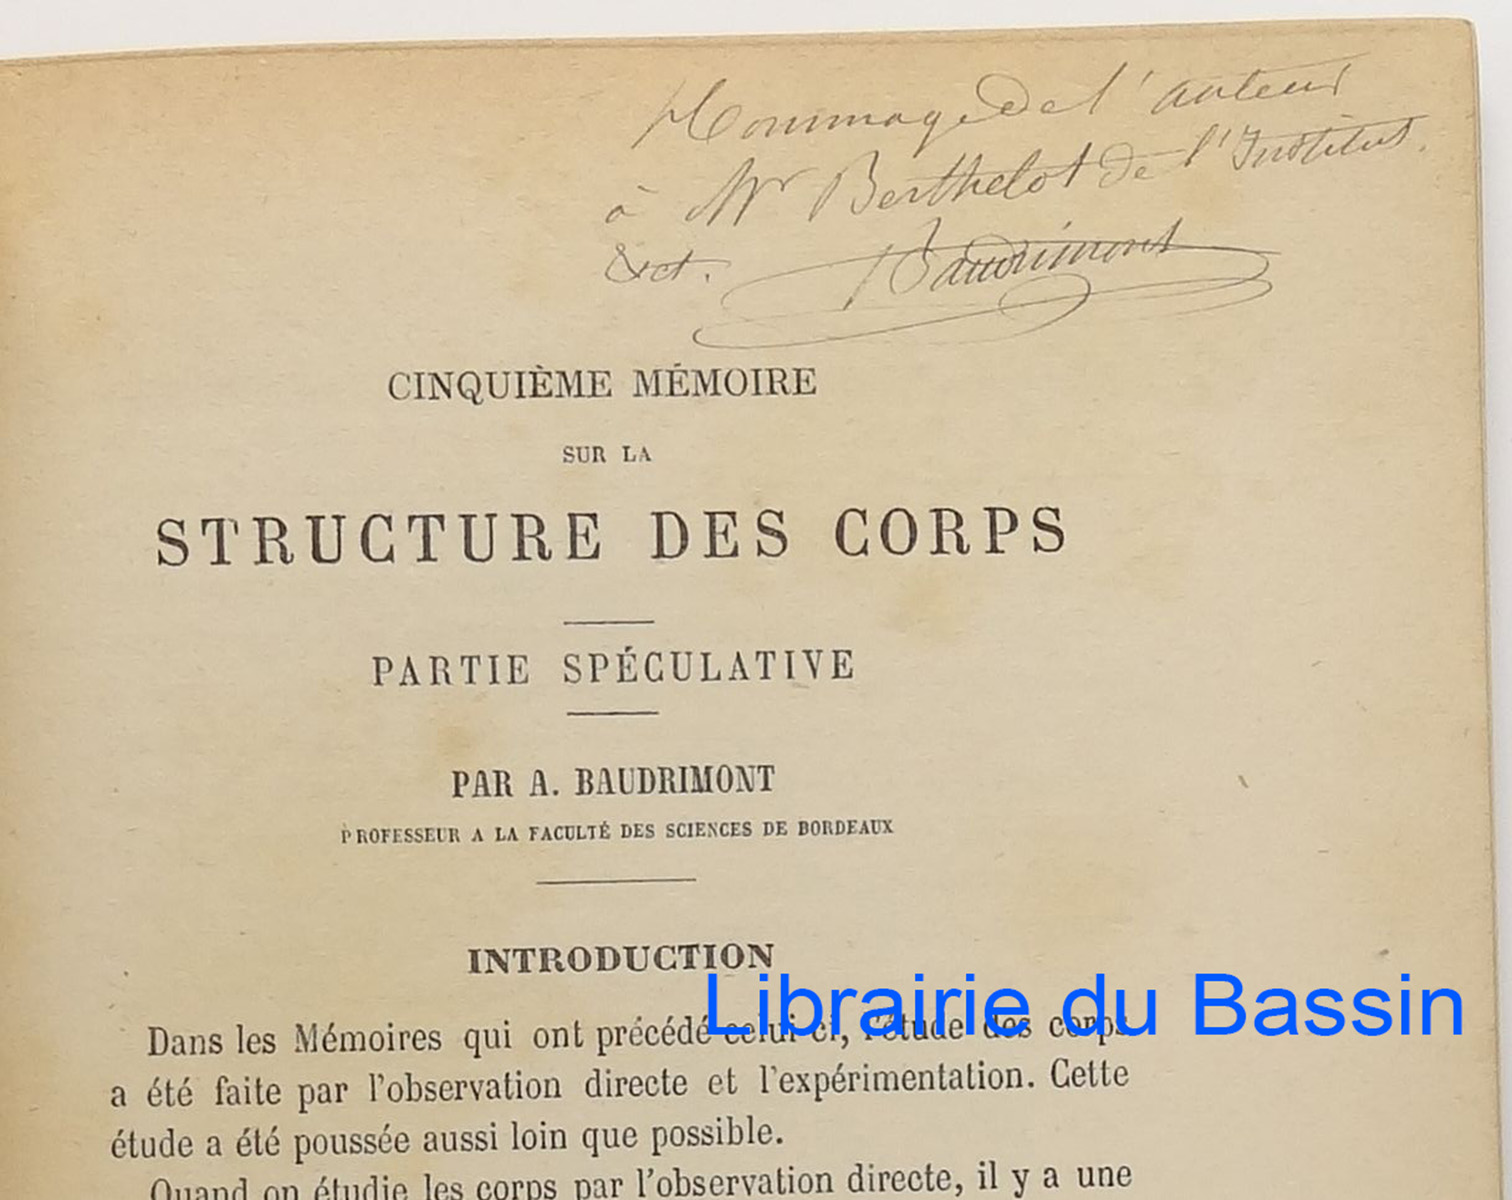 Hommage de l'auteur
à Mr Berthelot de l'Institut.
&ct. Baudrimont
CINQUIÈME MÉMOIRE
SUR LA
STRUCTURE DES CORPS
PARTIE SPÉCULATIVE
PAR A. BAUDRIMONT
PROFESSEUR A LA FACULTÉ DES SCIENCES DE BORDEAUX
INTRODUCTION
Librairie du Bassin
Dans les Mémoires qui ont précédé celui-ci, l'étude des corps
a été faite par l'observation directe et l'expérimentation. Cette
étude a été poussée aussi loin que possible.
Quand on étudie les corps par l'observation directe, il y a une